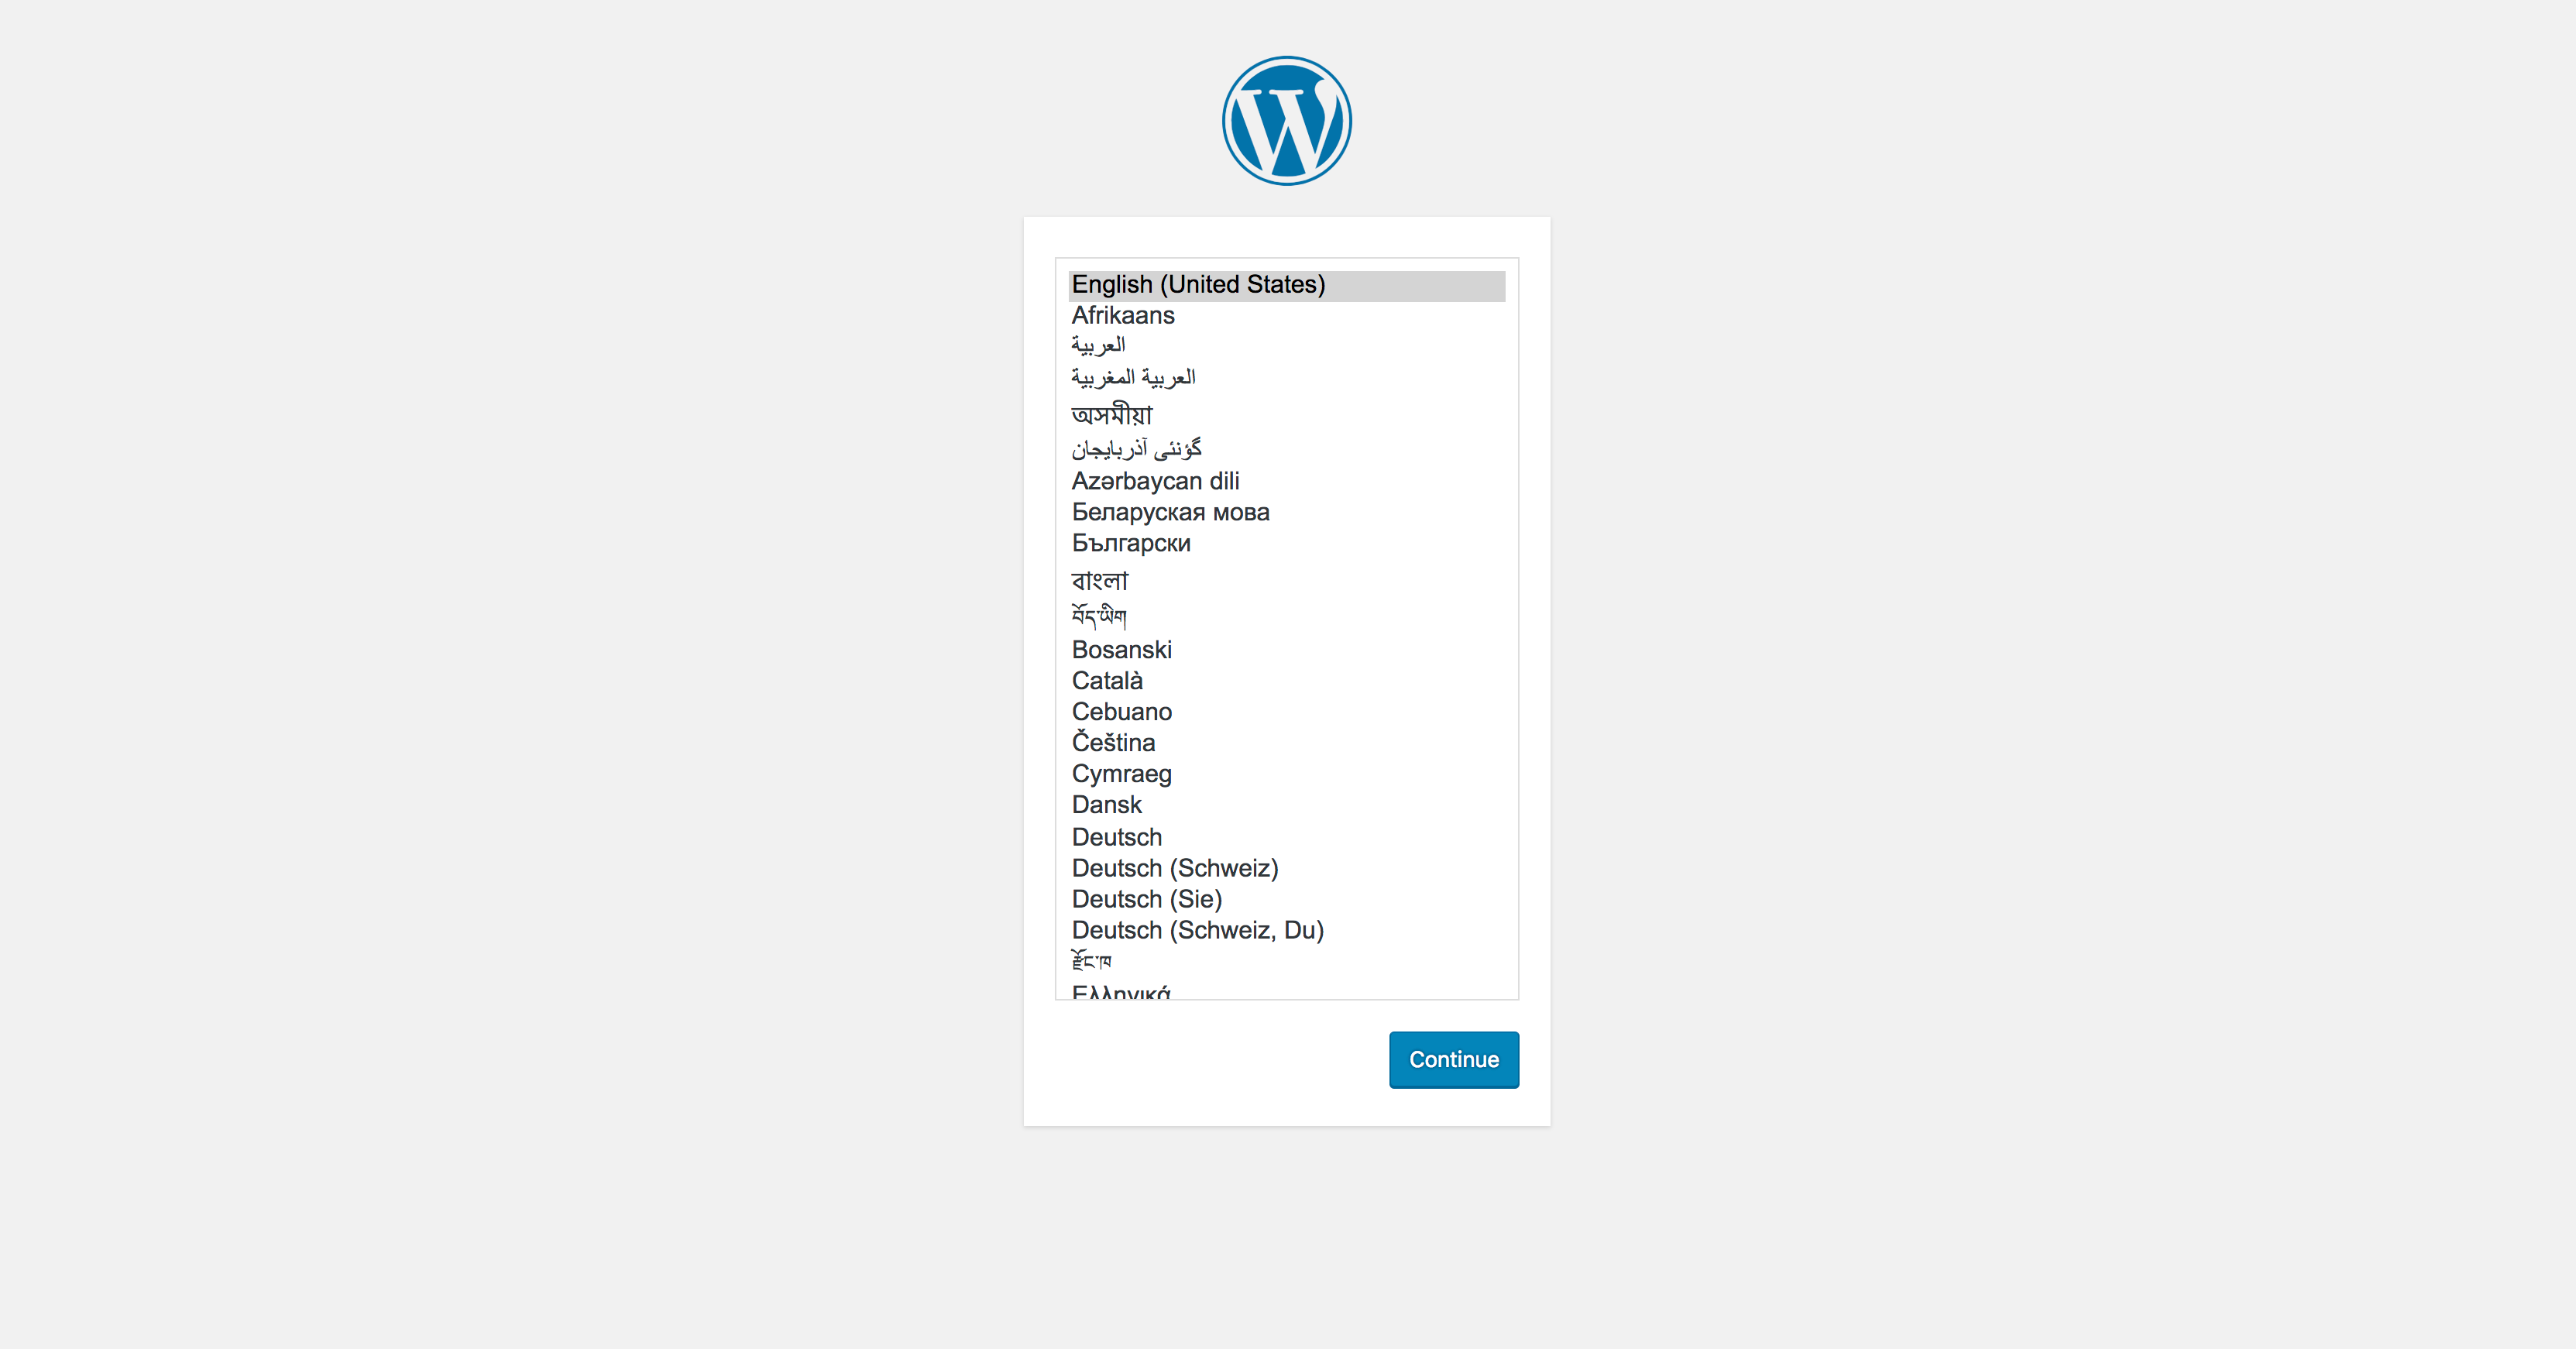 English (United States)
Afrikaans
العربية
العربية المغربية
অসমীয়া
گؤنئی آذربایجان
Azərbaycan dili
Беларуская мова
Български
বাংলা
བོད་ཡིག
Bosanski
Català
Cebuano
Čeština
Cymraeg
Dansk
Deutsch
Deutsch (Schweiz)
Deutsch (Sie)
Deutsch (Schweiz, Du)
རྫོང་ཁ
Ελληνικά
Continue